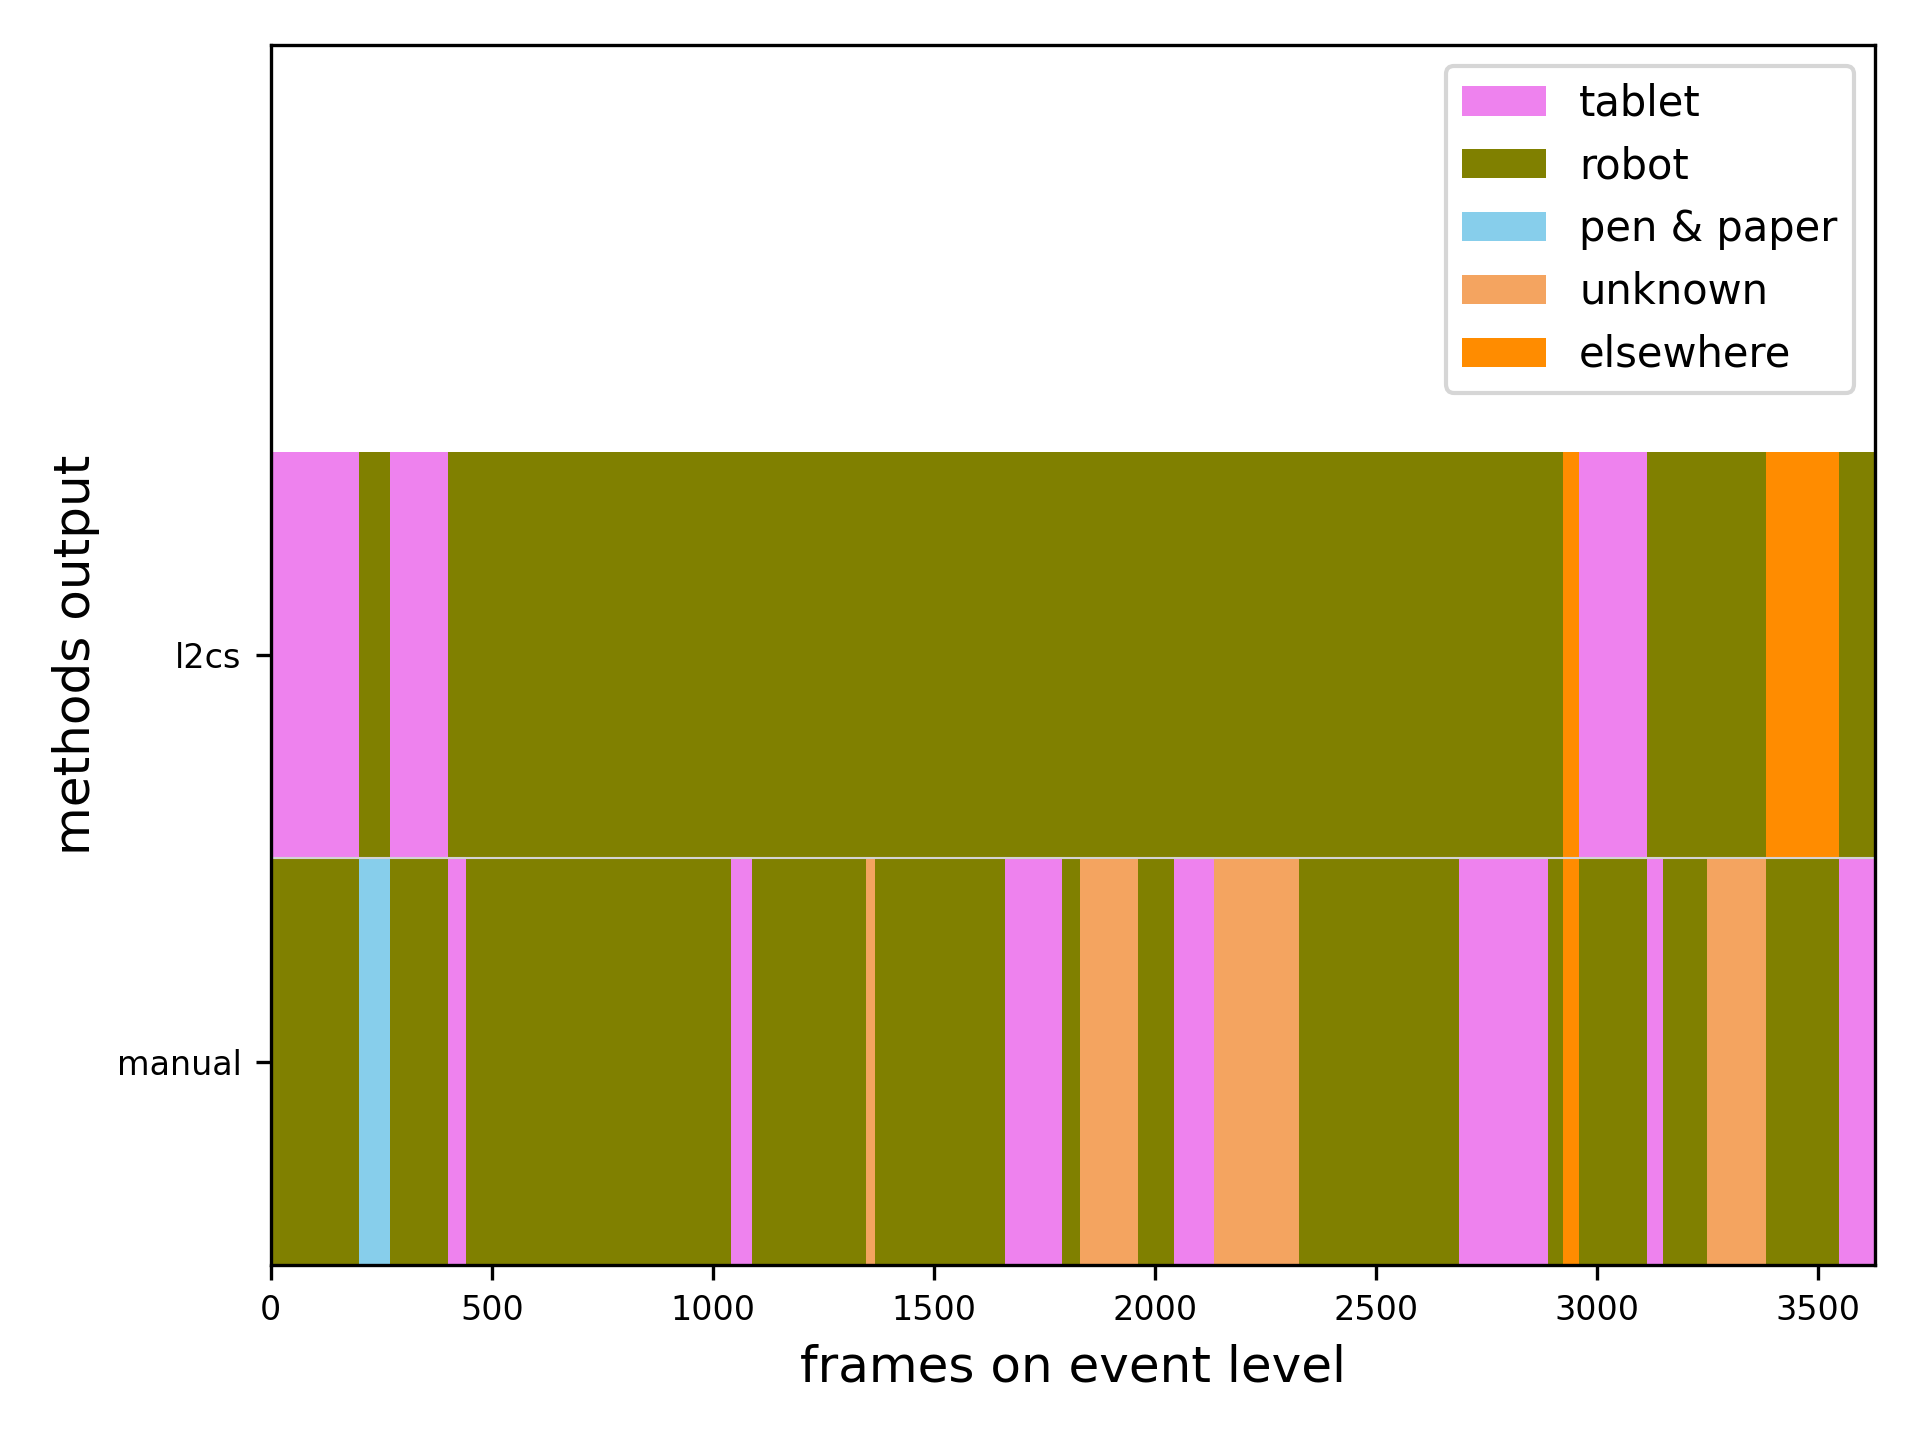 tablet
robot
pen & paper
unknown
elsewhere
methods output
l2cs
manual
0 500 1000 1500 2000 2500 3000 3500
frames on event level